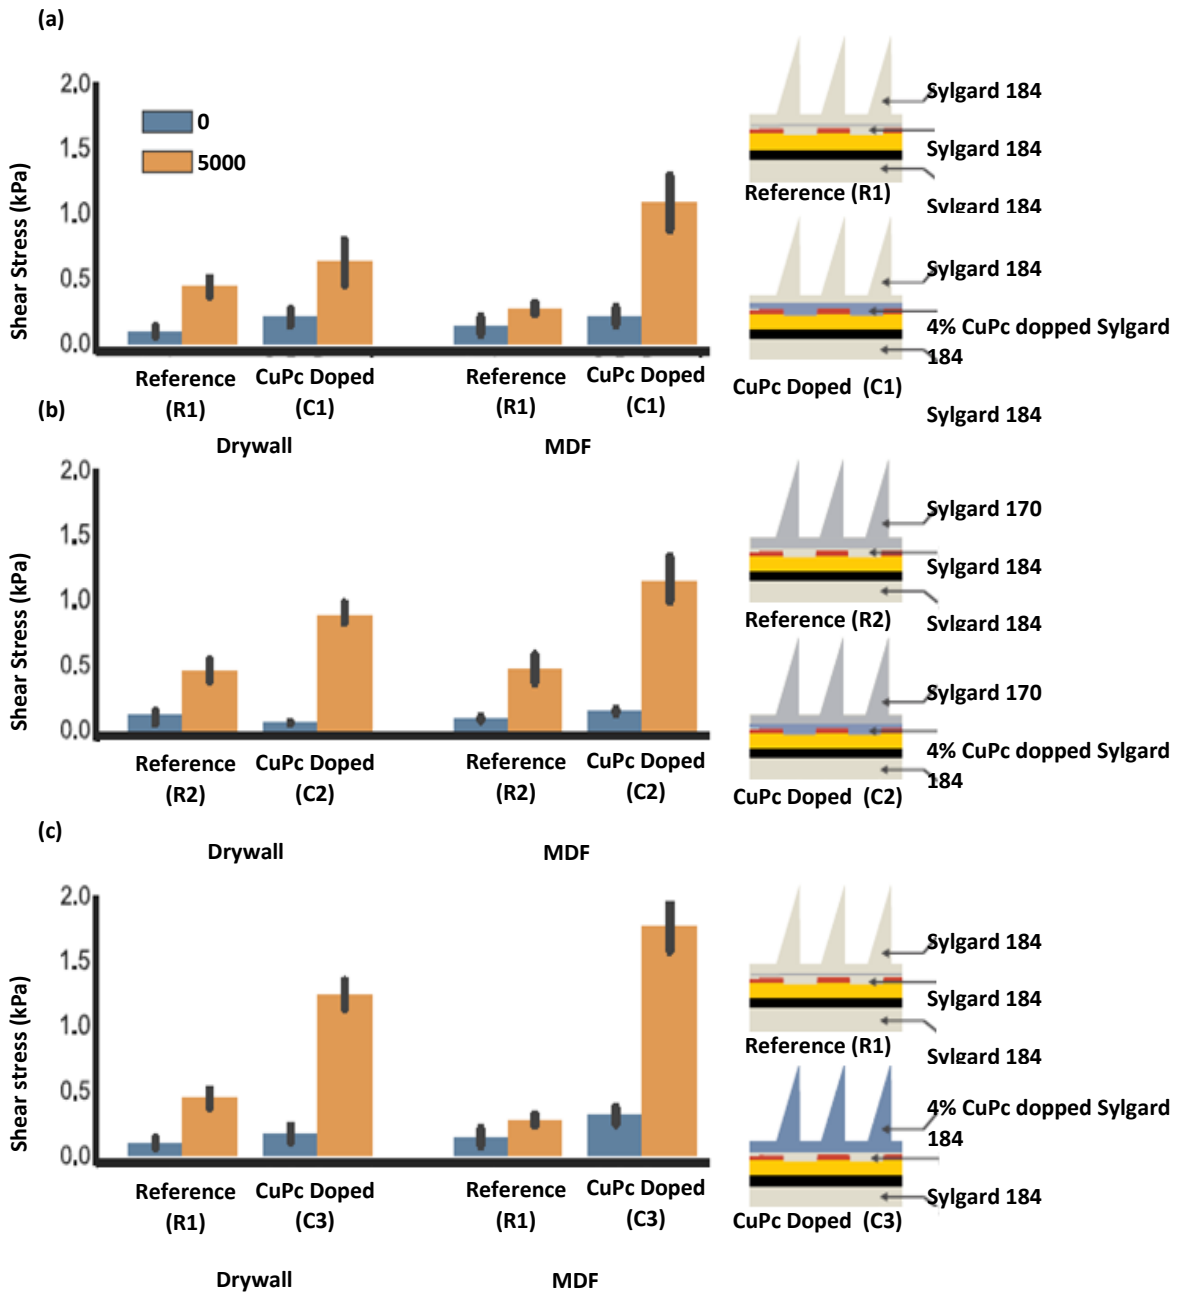 (a)
2.0
1.5
1.0
0.5
0.0
Shear Stress (kPa)
0
5000
Reference
(R1)
CuPc Doped
(C1)
Reference
(R1)
CuPc Doped
(C1)
Drywall
MDF
Sylgard 184
Sylgard 184
Sylgard 184
Reference (R1)
Sylgard 184
4% CuPc dopped Sylgard
184
CuPc Doped (C1)
Sylgard 184
(b)
2.0
1.5
1.0
0.5
0.0
Shear Stress (kPa)
Reference
(R2)
CuPc Doped
(C2)
Reference
(R2)
CuPc Doped
(C2)
Drywall
MDF
Sylgard 170
Sylgard 184
Sylgard 184
Reference (R2)
Sylgard 170
4% CuPc dopped Sylgard
184
CuPc Doped (C2)
(c)
2.0
1.5
1.0
0.5
0.0
Shear stress (kPa)
Reference
(R1)
CuPc Doped
(C3)
Reference
(R1)
CuPc Doped
(C3)
Drywall
MDF
Sylgard 184
Sylgard 184
Sylgard 184
Reference (R1)
4% CuPc dopped Sylgard
184
Sylgard 184
CuPc Doped (C3)